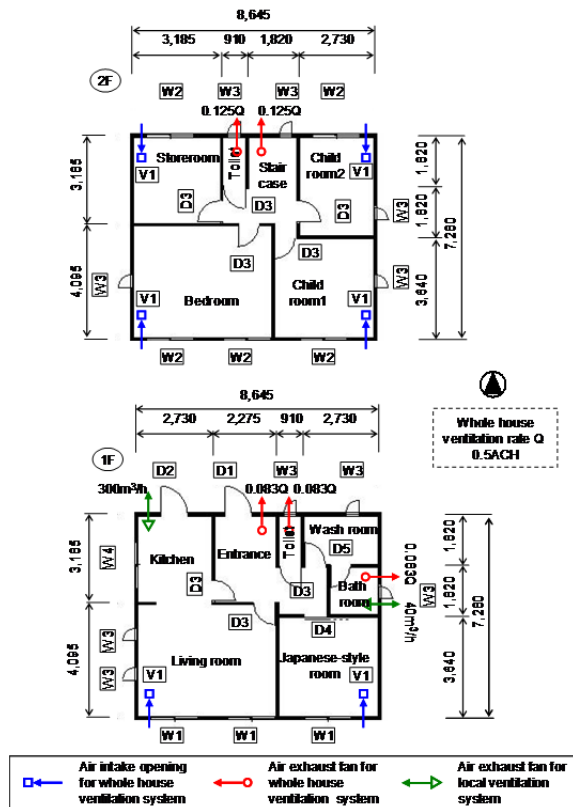 8,645
3,185 910 1,820 2,730
2F
W2 W3 W3 W2
0.125Q 0.125Q
Storeroom
Toilet
Stair
case
Child
room2
V1
V1
D3
D3
D3
3,185
1,820
1,820
7,280
W3
D3
D3
4,095
W3
Bedroom
Child
room1
V1
V1
W3
3,640
W2 W2 W2
8,645
2,730 2,275 910 2,730
Whole house
ventilation rate Q
0.5ACH
1F
D2 D1 W3 W3
300m³/h
0.083Q 0.083Q
Kitchen
Entrance
Toilet
Wash room
D5
3,185
W4
D3
D3
Bath
room
0.083Q
40m³/h
W3
1,820
1,820
7,280
D3
D4
4,095
W3
W3
Living room
Japanese-style
room
V1
V1
3,640
W1 W1 W1
Air intake opening
for whole house
ventilation system
Air exhaust fan for
whole house
ventilation system
Air exhaust fan for
local ventilation
system